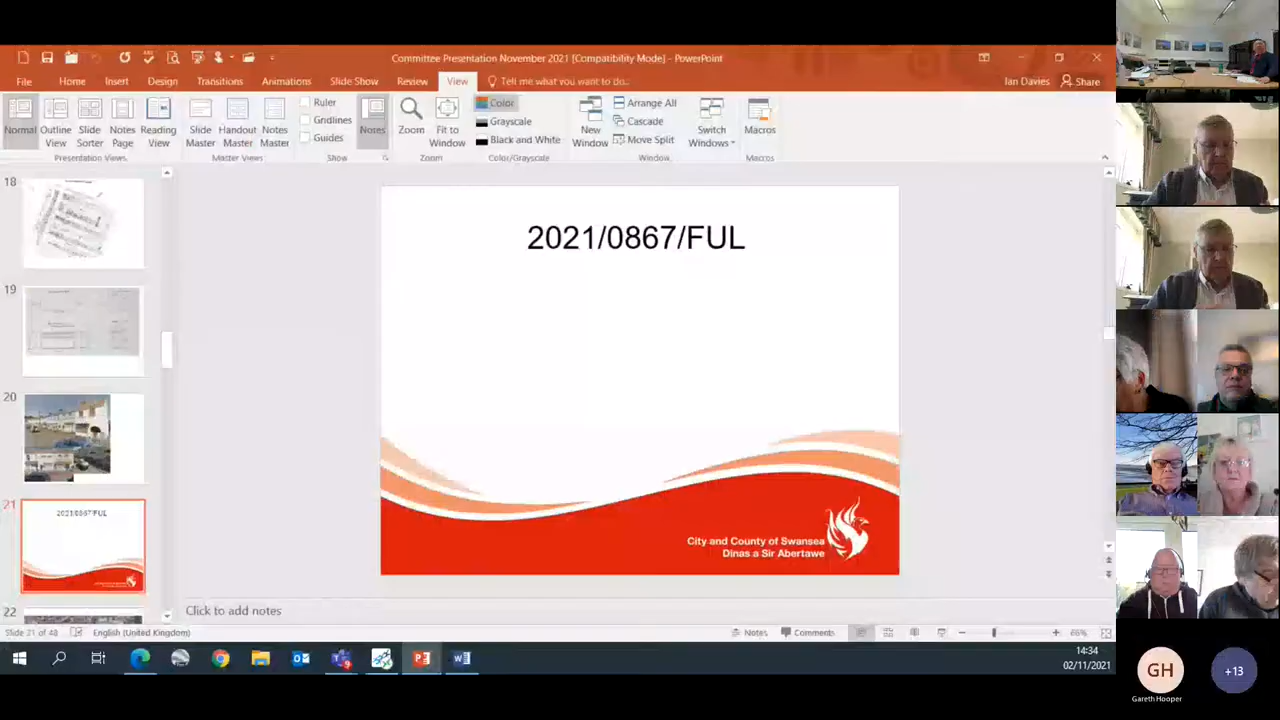 Committee Presentation November 2021 [Compatibility Mode] - PowerPoint
File Home Insert Design Transitions Animations Slide Show Review View Tell me what you want to do... Ian Davies Share
Normal Outline View Slide Sorter Notes Page Reading View
Presentation Views
Slide Master Handout Master Notes Master
Master Views
Ruler
Gridlines
Guides
Show
Notes
Zoom Fit to Window
Zoom
Color
Grayscale
Black and White
Color/Grayscale
New Window
Arrange All
Cascade
Move Split
Switch Windows
Window
Macros
Macros
18
19
20
21
2021/0867/FUL
22
2021/0867/FUL
City and County of Swansea
Dinas a Sir Abertawe
Click to add notes
Slide 21 of 48 English (United Kingdom) Notes Comments 66%
14:34
02/11/2021
GH
Gareth Hooper
+13